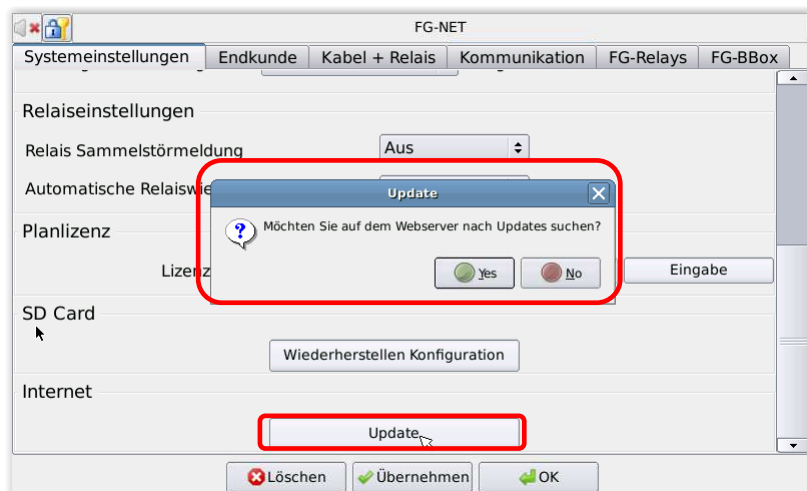 FG-NET
Systemeinstellungen Endkunde Kabel + Relais Kommunikation FG-Relays FG-BBox
Relaiseinstellungen
Relais Sammelstörmeldung Aus
Automatische Relaiswie
Update
Möchten Sie auf dem Webserver nach Updates suchen?
Yes No
Planlizenz
Lizenz Eingabe
SD Card
Wiederherstellen Konfiguration
Internet
Update
Löschen Übernehmen OK